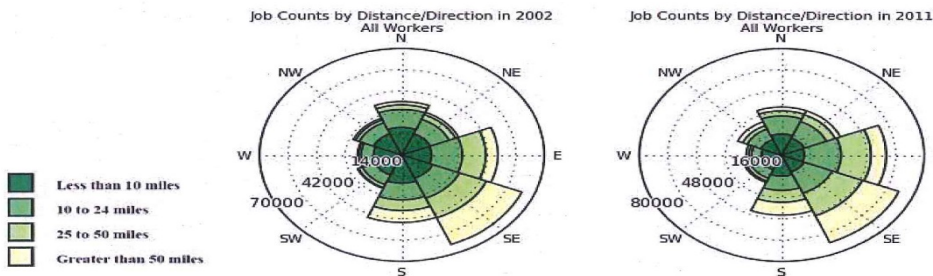 Job Counts by Distance/Direction in 2002
All Workers
N
NW
NE
W
E
14000
42000
70000
SW
SE
S
Job Counts by Distance/Direction in 2011
All Workers
N
NW
NE
W
E
16000
48000
80000
SW
SE
S
Less than 10 miles
10 to 24 miles
25 to 50 miles
Greater than 50 miles